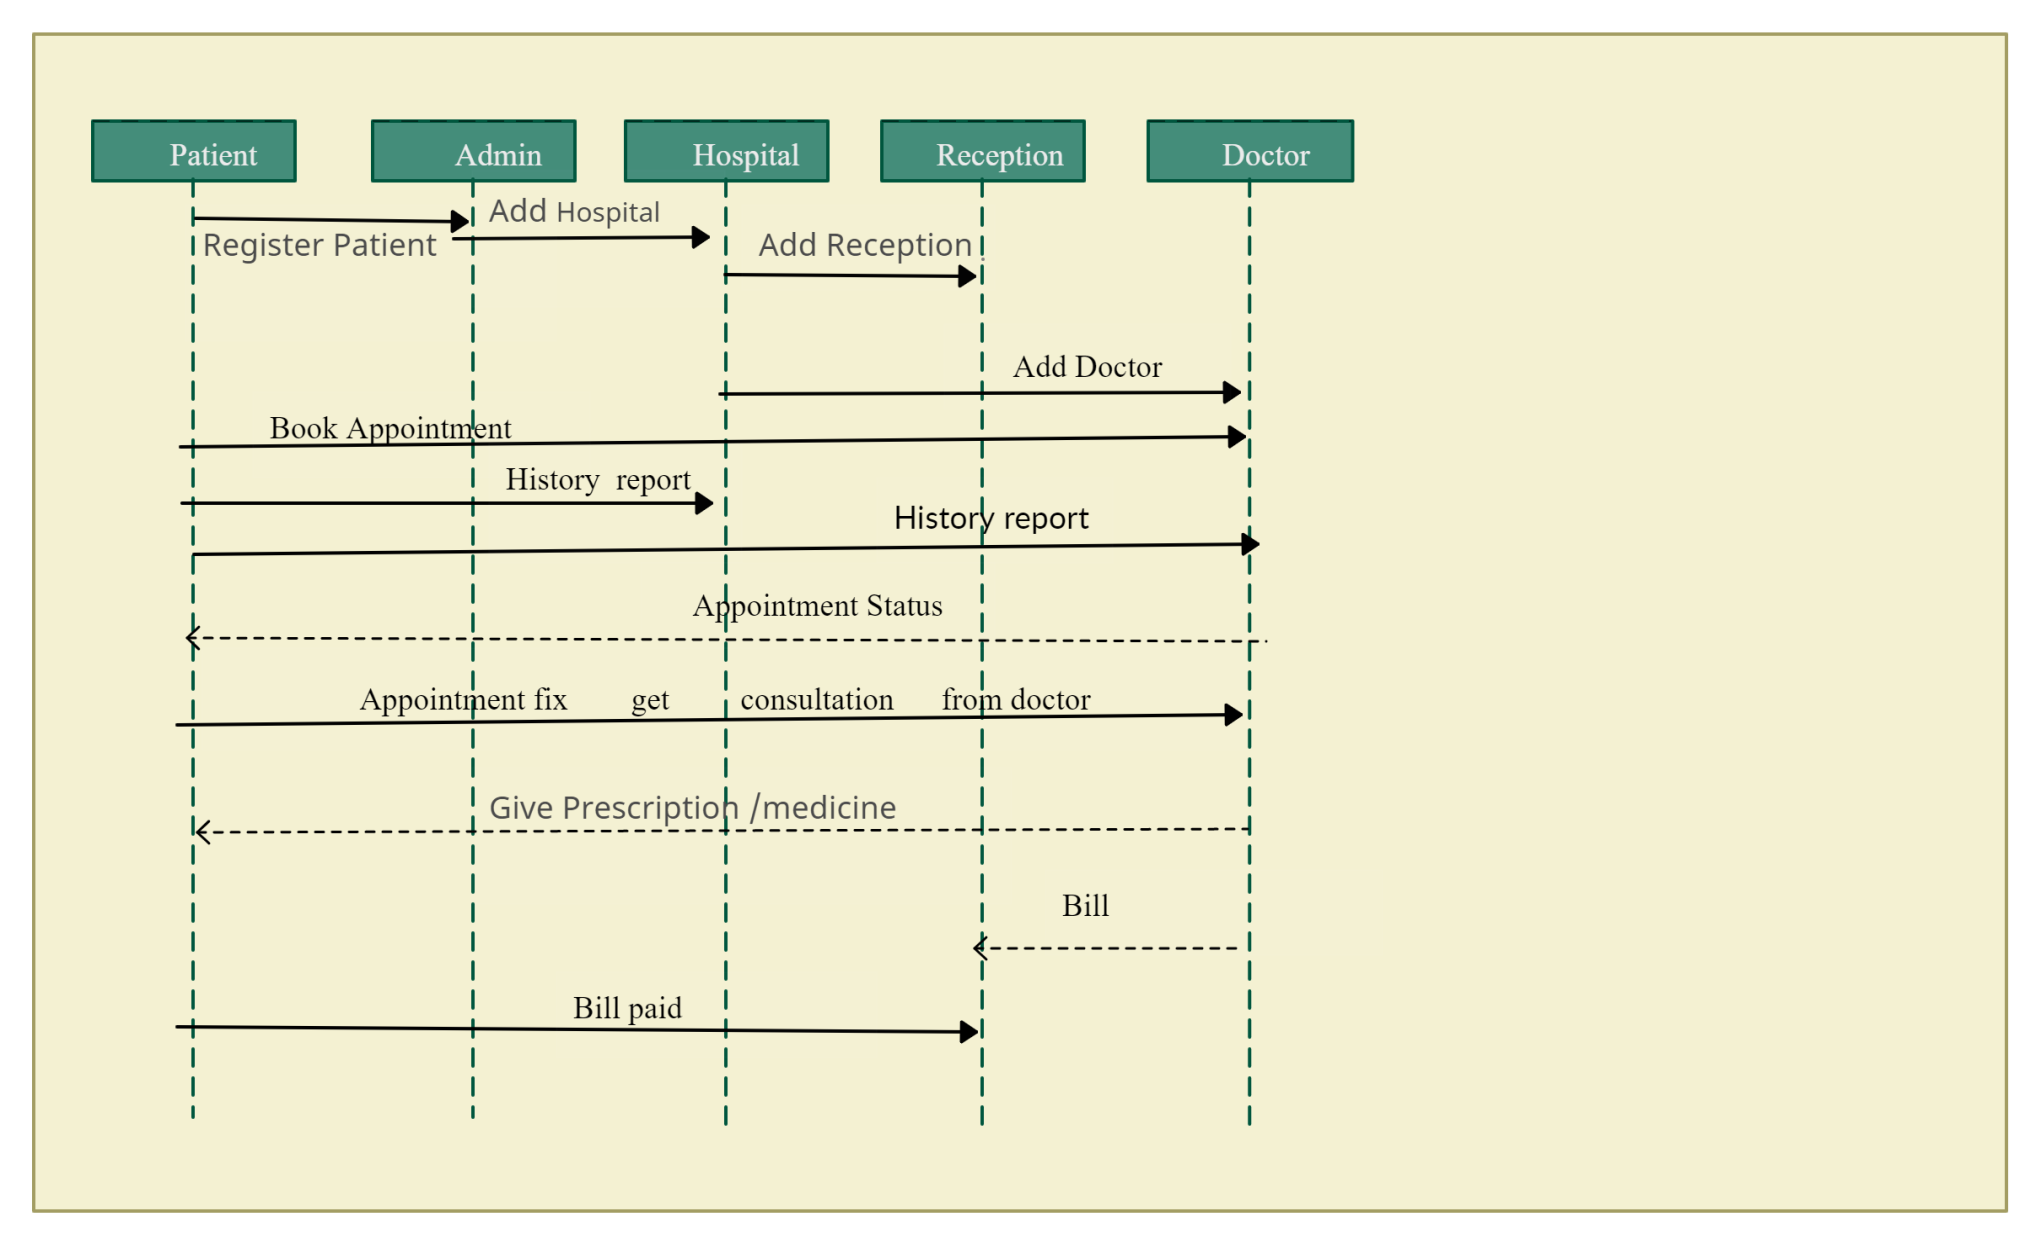 Patient
Admin
Hospital
Reception
Doctor
Add Hospital
Register Patient
Add Reception
Add Doctor
Book Appointment
History report
History report
Appointment Status
Appointment fix get consultation from doctor
Give Prescription /medicine
Bill
Bill paid